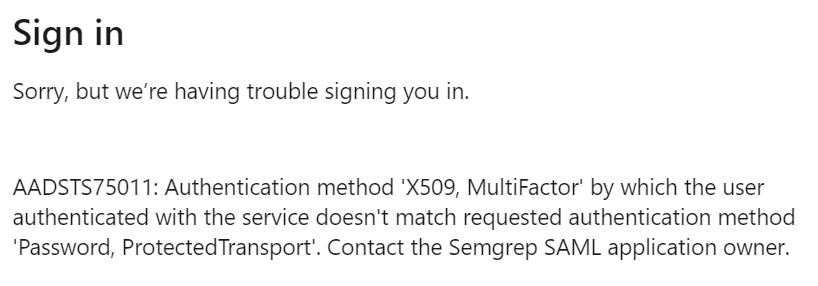 Sign in
Sorry, but we’re having trouble signing you in.
AADSTS75011: Authentication method 'X509, MultiFactor' by which the user
authenticated with the service doesn't match requested authentication method
'Password, ProtectedTransport'. Contact the Semgrep SAML application owner.